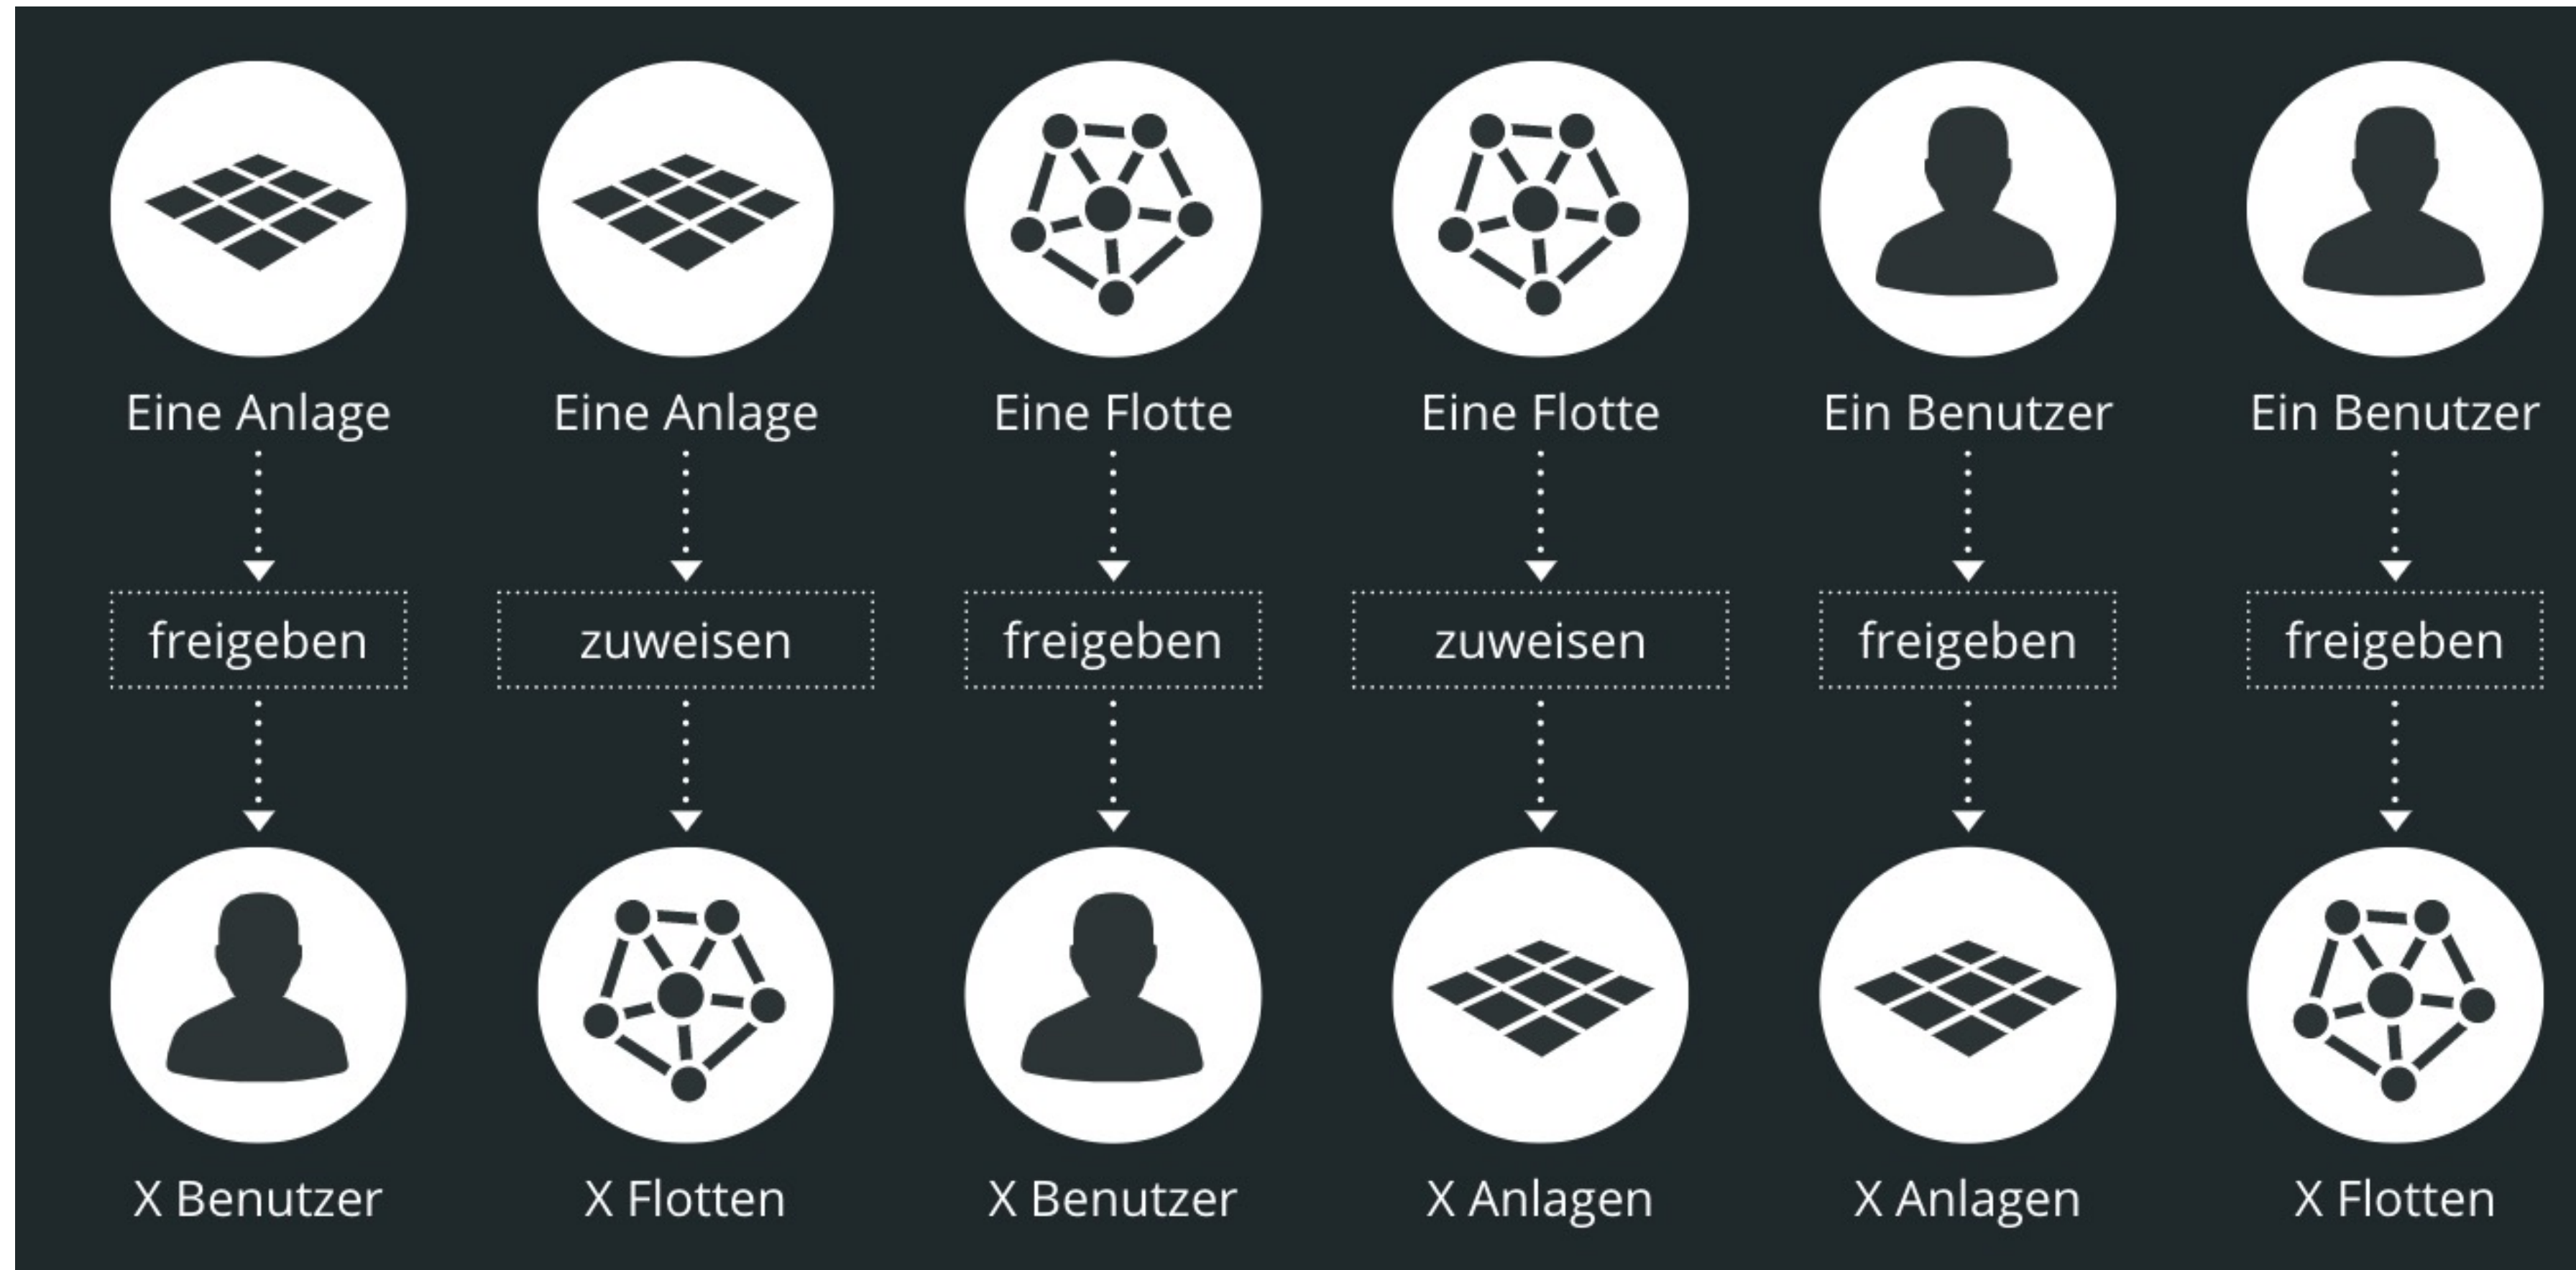 Eine Anlage
Eine Anlage
Eine Flotte
Eine Flotte
Ein Benutzer
Ein Benutzer
freigeben
zuweisen
freigeben
zuweisen
freigeben
freigeben
X Benutzer
X Flotten
X Benutzer
X Anlagen
X Anlagen
X Flotten